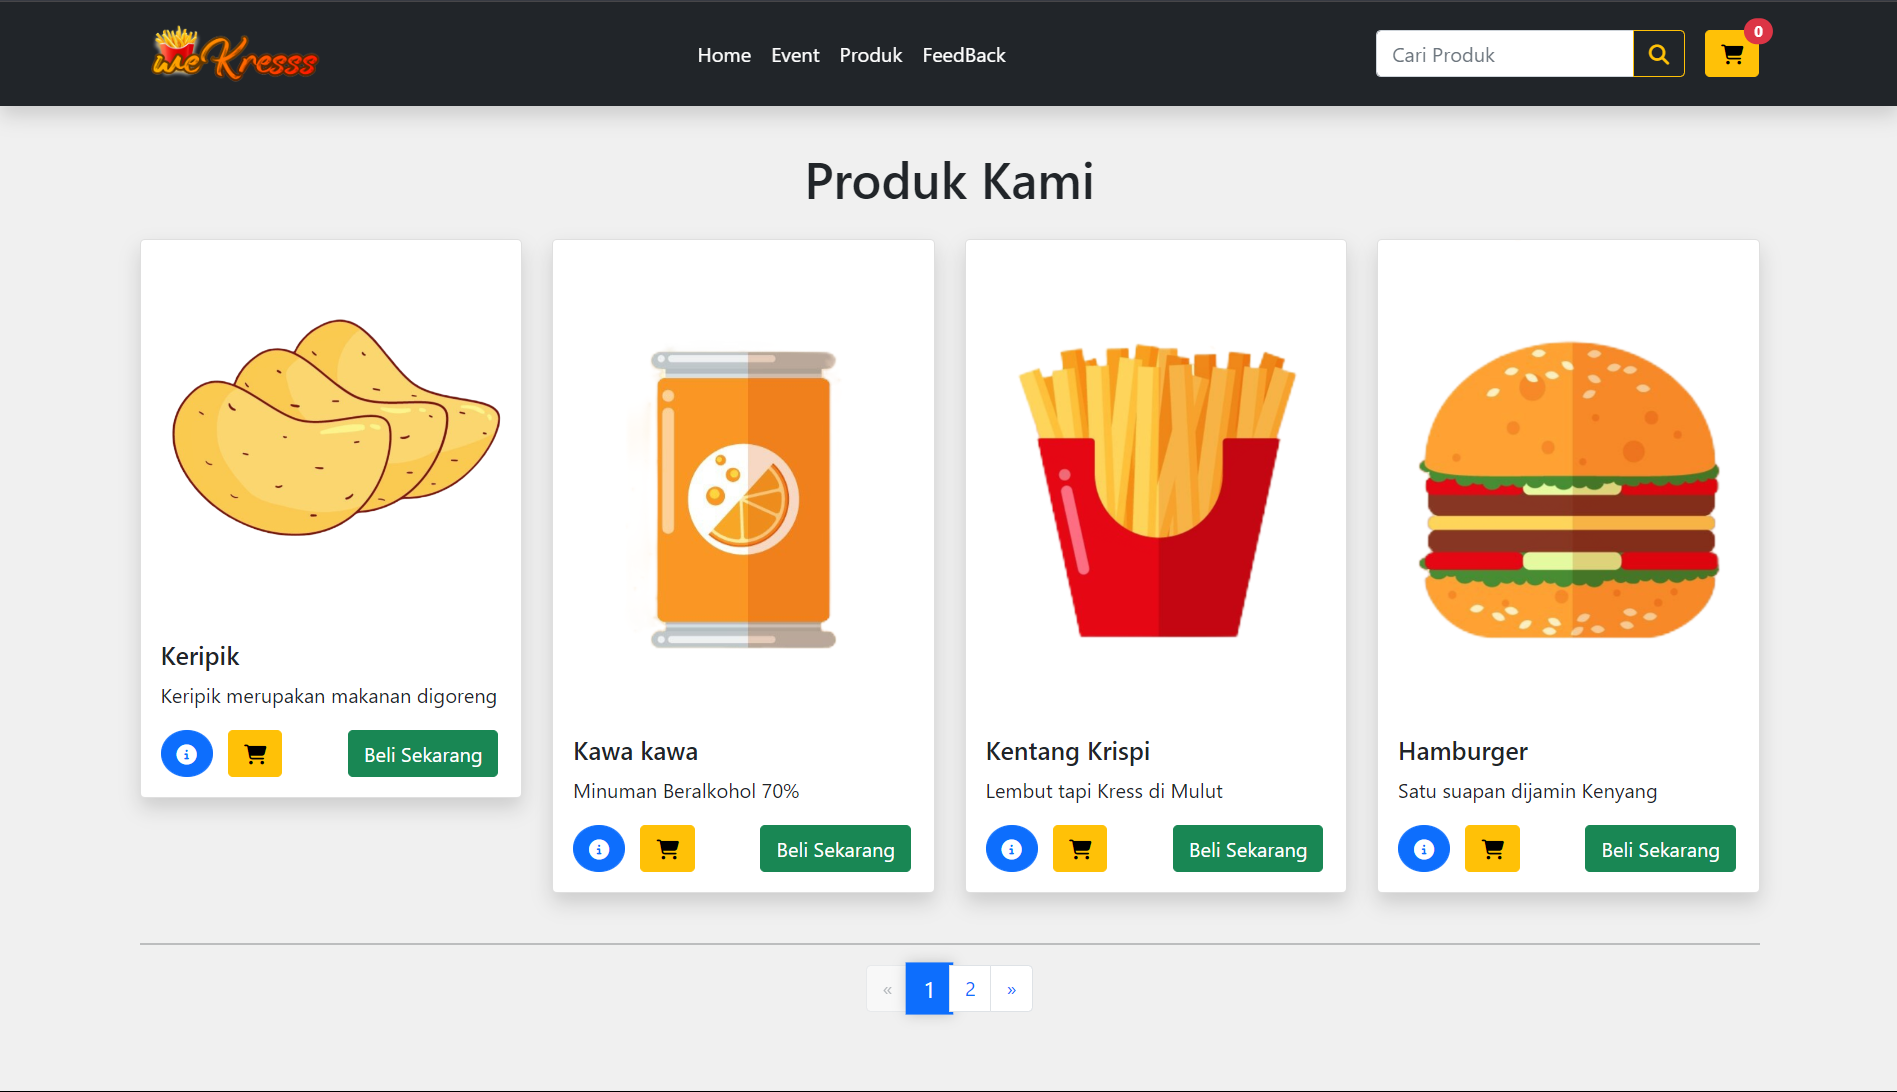 we Kresss
Home Event Produk FeedBack
Cari Produk
0
Produk Kami
Keripik
Keripik merupakan makanan digoreng
Beli Sekarang
Kawa kawa
Minuman Beralkohol 70%
Beli Sekarang
Kentang Krispi
Lembut tapi Kress di Mulut
Beli Sekarang
Hamburger
Satu suapan dijamin Kenyang
Beli Sekarang
« 1 2 »